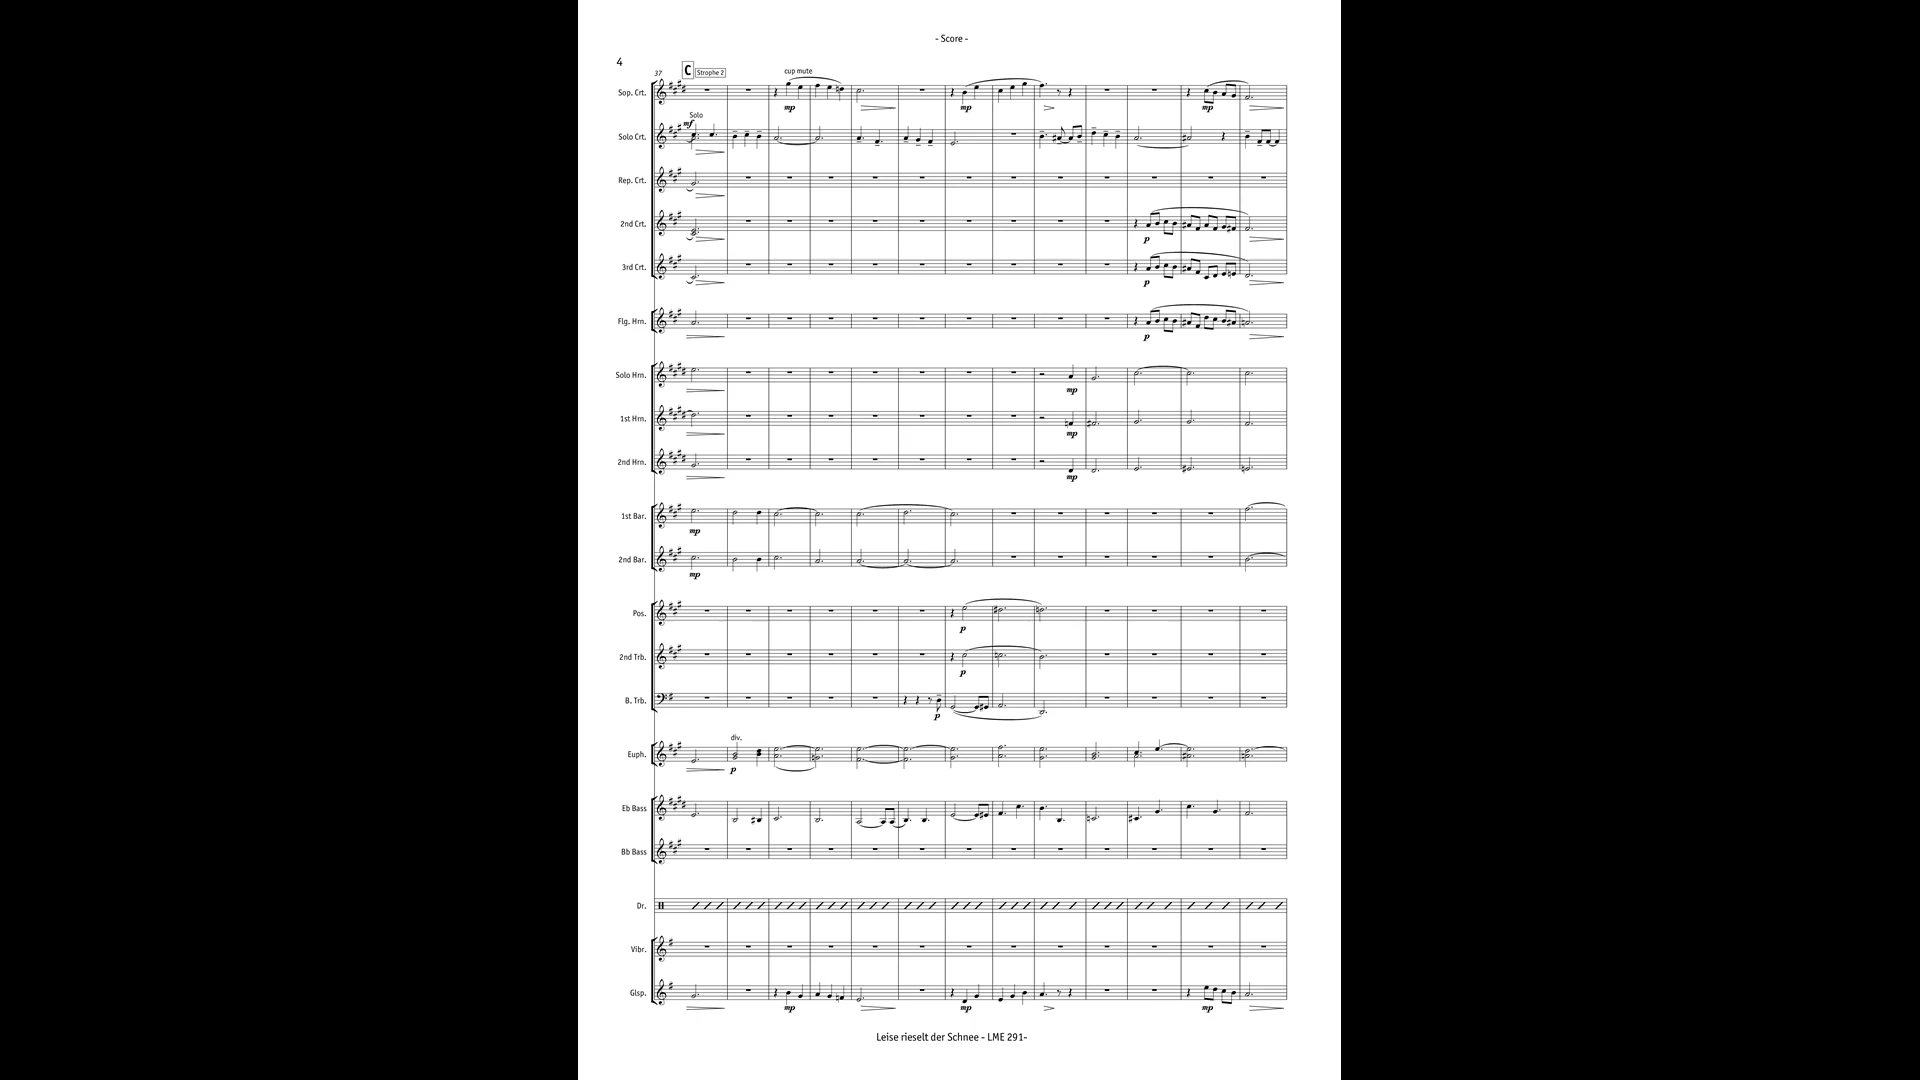 - Score -
4
37
C Strophe 2
cup mute
Sop. Crt.
mp mp mp
Solo
mf
Solo Crt.
Rep. Crt.
2nd Crt.
p
3rd Crt.
p
Flg. Hrn.
p
Solo Hrn.
mp
1st Hrn.
mp
2nd Hrn.
mp
1st Bar.
mp
2nd Bar.
mp
Pos.
p
2nd Trb.
p
B. Trb.
p
div.
Euph.
p
Eb Bass
Bb Bass
Dr.
Vibr.
Glsp.
mp mp mp
Leise rieselt der Schnee - LME 291-